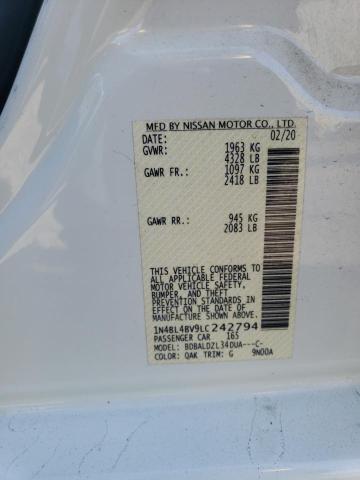 MFD BY NISSAN MOTOR CO., LTD.
DATE: 02/20
GVWR: 1963 KG
4328 LB
GAWR FR: 1097 KG
2418 LB
GAWR RR: 945 KG
2083 LB
THIS VEHICLE CONFORMS TO
ALL APPLICABLE FEDERAL
MOTOR VEHICLE SAFETY,
BUMPER, AND THEFT
PREVENTION STANDARDS IN
EFFECT ON THE DATE OF
MANUFACTURE SHOWN ABOVE.
1N4BL4BV9LC242794
PASSENGER CAR 165
MODEL: BDBALDZL34DUA---C-
COLOR: QAK TRIM: G 9N00A